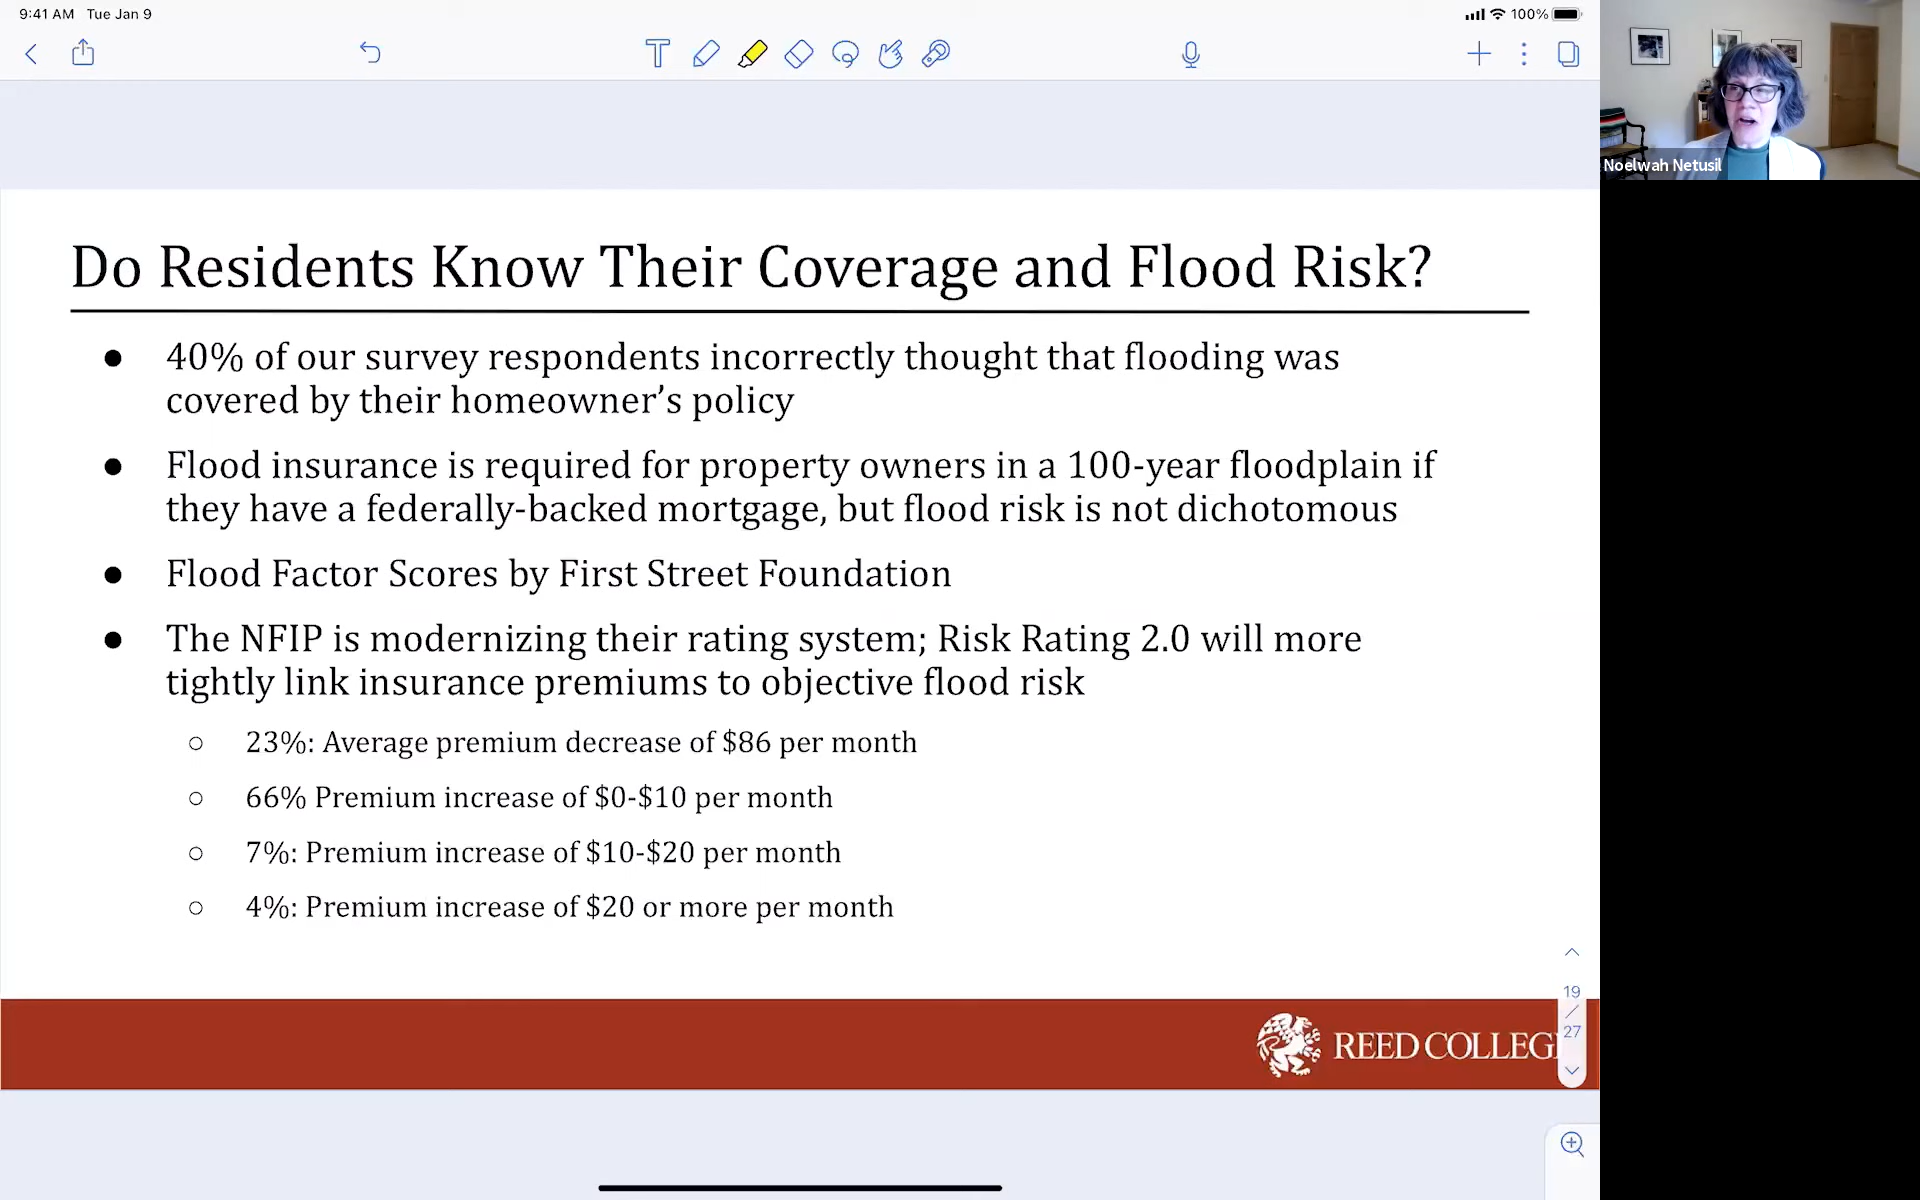 9:41 AM Tue Jan 9
100%
Noelwah Netusil
Do Residents Know Their Coverage and Flood Risk?
● 40% of our survey respondents incorrectly thought that flooding was
covered by their homeowner’s policy
● Flood insurance is required for property owners in a 100-year floodplain if
they have a federally-backed mortgage, but flood risk is not dichotomous
● Flood Factor Scores by First Street Foundation
● The NFIP is modernizing their rating system; Risk Rating 2.0 will more
tightly link insurance premiums to objective flood risk
○ 23%: Average premium decrease of $86 per month
○ 66% Premium increase of $0-$10 per month
○ 7%: Premium increase of $10-$20 per month
○ 4%: Premium increase of $20 or more per month
19
/
27
REED COLLEG